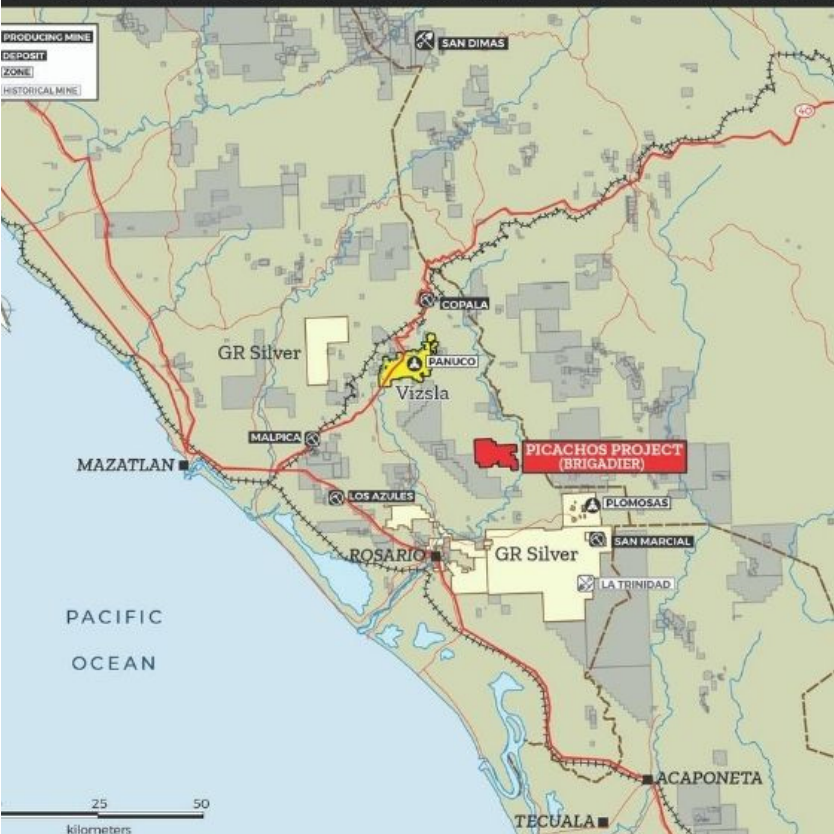 PRODUCING MINE
DEPOSIT
ZONE
HISTORICAL MINE
SAN DIMAS
40
COPALA
GR Silver
PANUCO
Vizsla
MALPICA
PICACHOS PROJECT
(BRIGADIER)
MAZATLAN
LOS AZULES
PLOMOSAS
ROSARIO
GR Silver
SAN MARCIAL
LA TRINIDAD
PACIFIC
OCEAN
ACAPONETA
25 50
kilometers
TECUALA